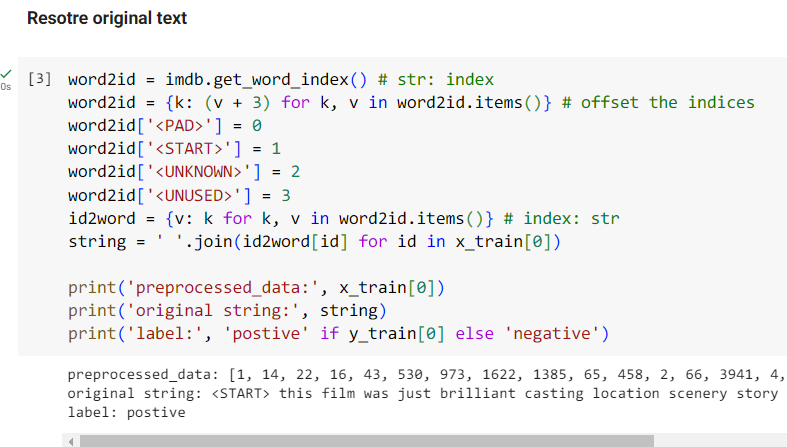 Resotre original text
[3] word2id = imdb.get_word_index() # str: index
word2id = {k: (v + 3) for k, v in word2id.items()} # offset the indices
word2id['<PAD>'] = 0
word2id['<START>'] = 1
word2id['<UNKNOWN>'] = 2
word2id['<UNUSED>'] = 3
id2word = {v: k for k, v in word2id.items()} # index: str
string = ' '.join(id2word[id] for id in x_train[0])
print('preprocessed_data:', x_train[0])
print('original string:', string)
print('label:', 'postive' if y_train[0] else 'negative')
0s
preprocessed_data: [1, 14, 22, 16, 43, 530, 973, 1622, 1385, 65, 458, 2, 66, 3941, 4,
original string: <START> this film was just brilliant casting location scenery story
label: postive